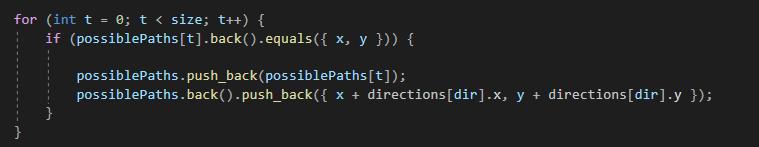 for (int t = 0; t < size; t++) {
if (possiblePaths[t].back().equals({ x, y })) {
possiblePaths.push_back(possiblePaths[t]);
possiblePaths.back().push_back({ x + directions[dir].x, y + directions[dir].y });
}
}